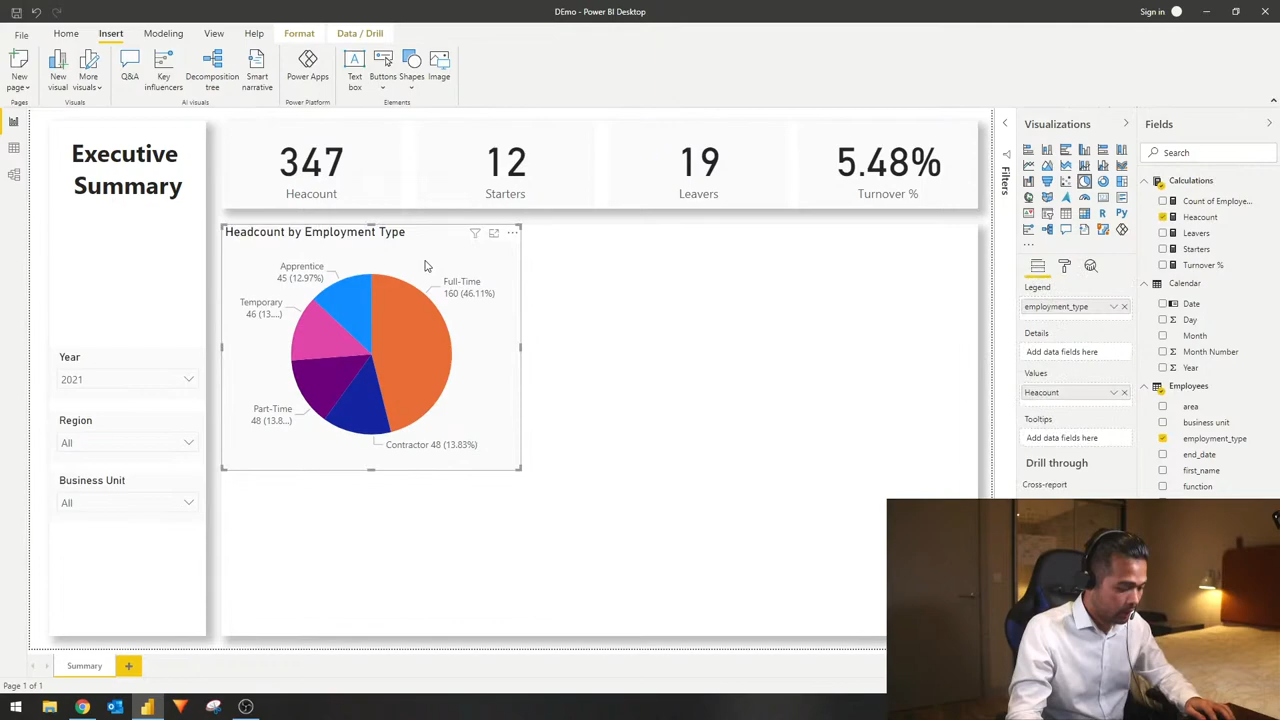 DEmo - Power BI Desktop
Sign in
File
Home
Insert
Modeling
View
Help
Format
Data / Drill
New page
New visual
More visuals
Q&A
Key influencers
Decomposition tree
Smart narrative
Power Apps
Text box
Buttons
Shapes
Image
Pages
Visuals
AI visuals
Power Platform
Elements
Executive
Summary
347
Heacount
12
Starters
19
Leavers
5.48%
Turnover %
Year
2021
Region
All
Business Unit
All
Headcount by Employment Type
Apprentice
45 (12.97%)
Full-Time
160 (46.11%)
Temporary
46 (13....)
Part-Time
48 (13.8...)
Contractor 48 (13.83%)
Filters
Visualizations
R
Py
Legend
employment_type
Details
Add data fields here
Values
Heacount
Tooltips
Add data fields here
Drill through
Cross-report
Fields
Search
Calculations
Count of Employe...
Heacount
Leavers
Starters
Turnover %
Calendar
Date
Day
Month
Month Number
Year
Employees
area
business unit
employment_type
end_date
first_name
function
Summary
Page 1 of 1